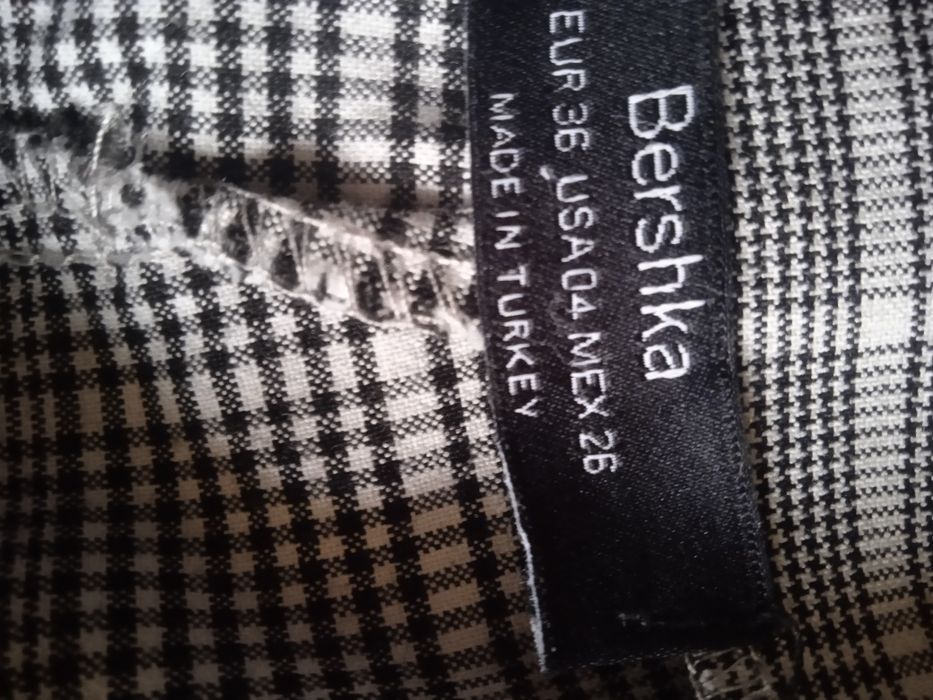 Bershka
EUR 36 USA 04 MEX 26
MADE IN TURKEY